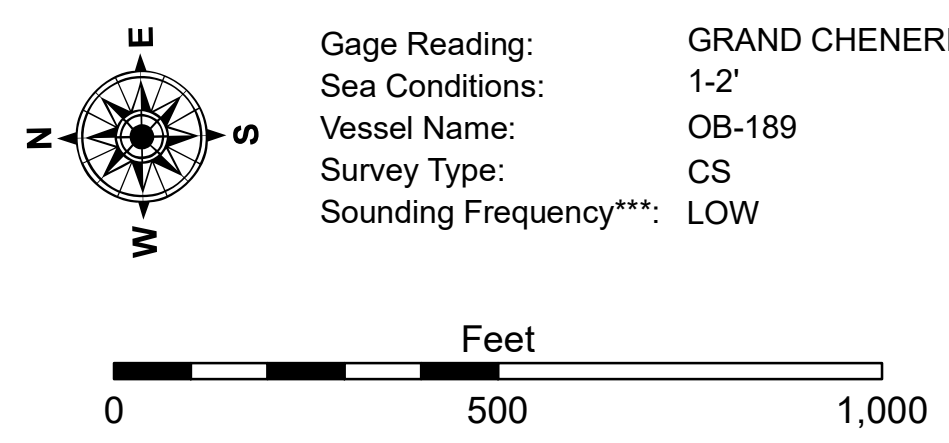 E
N
S
W
Gage Reading: GRAND CHENER
Sea Conditions: 1-2'
Vessel Name: OB-189
Survey Type: CS
Sounding Frequency***: LOW
Feet
0 500 1,000